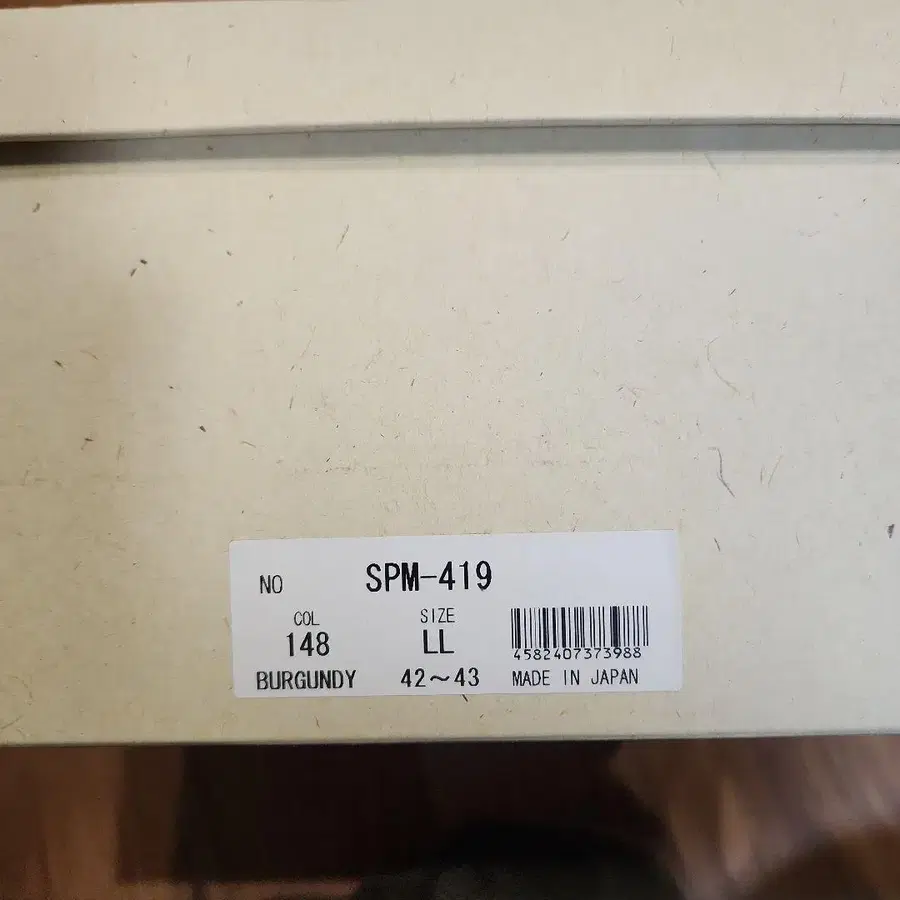 NO SPM-419
COL SIZE
148 LL
4582407373988
BURGUNDY 42～43 MADE IN JAPAN